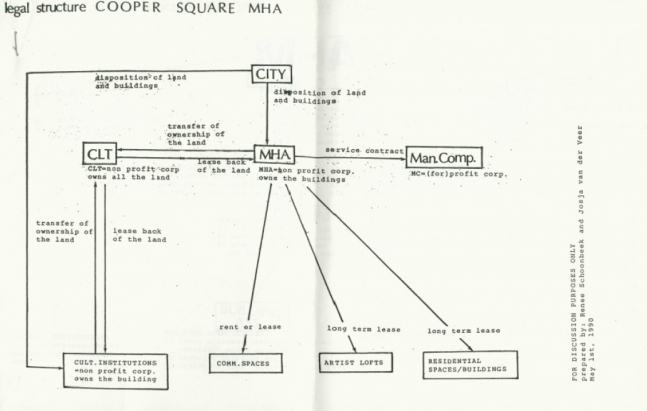 legal structure COOPER SQUARE MHA
CITY
disposition of land
and buildings
disposition of land
and buildings
transfer of
ownership of
the land
CLT
MHA
service contract
Man.Comp.
lease back
of the land
CLT=non profit corp
owns all the land
MHA=non profit corp.
owns the buildings
MC=(for)profit corp.
transfer of
ownership of
the land
lease back
of the land
rent or lease
long term lease
long term lease
CULT.INSTITUTIONS
=non profit corp.
owns the building
COMM.SPACES
ARTIST LOFTS
RESIDENTIAL
SPACES/BUILDINGS
FOR DISCUSSION PURPOSES ONLY
prepared by: Renee Schoonbeek and Josja van der Veer
May 1st, 1990